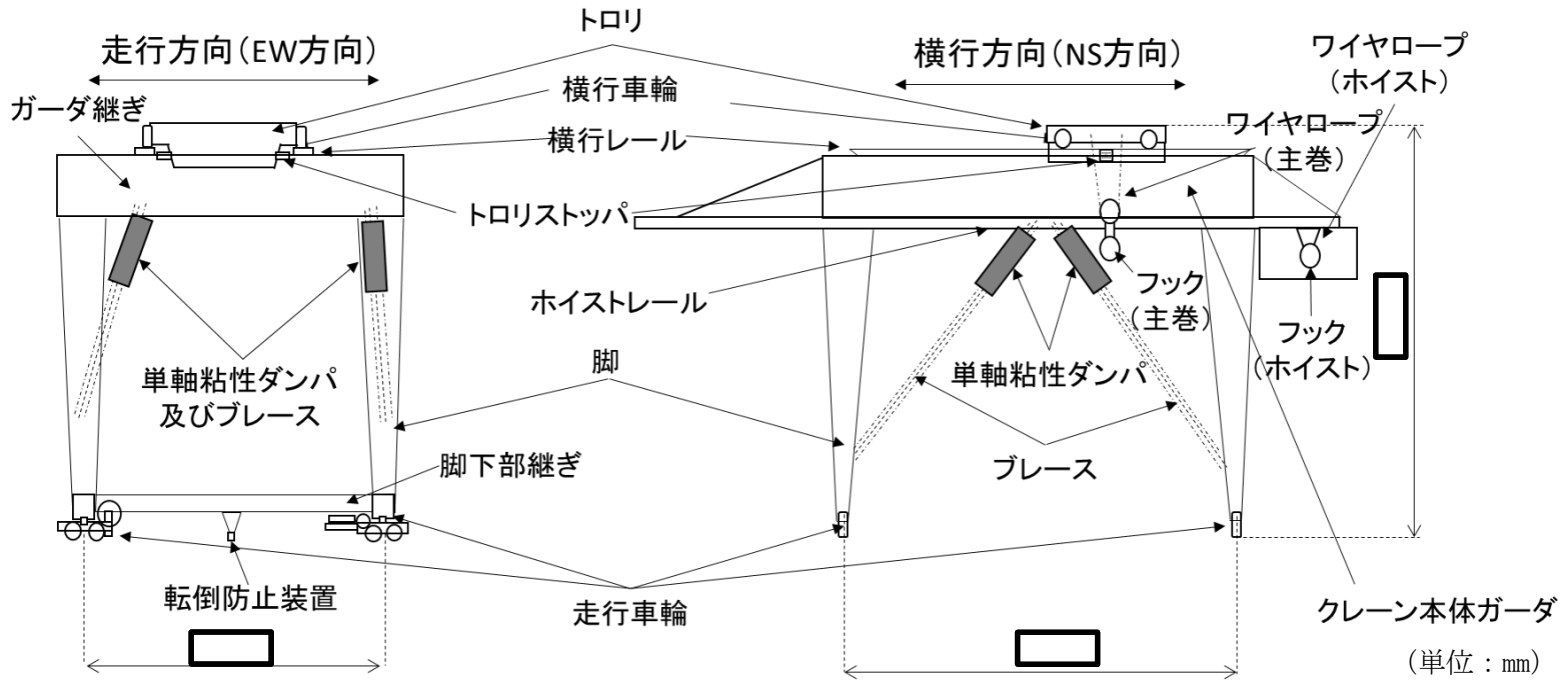 トロリ
走行方向(EW方向)
横行方向(NS方向)
ワイヤロープ
(ホイスト)
ガーダ継ぎ
横行車輪
横行レール
ワイヤロープ
(主巻)
トロリストッパ
ホイストレール
フック
(主巻)
フック
(ホイスト)
単軸粘性ダンパ
及びブレース
脚
単軸粘性ダンパ
脚下部継ぎ
ブレース
転倒防止装置
走行車輪
クレーン本体ガーダ
(単位:mm)